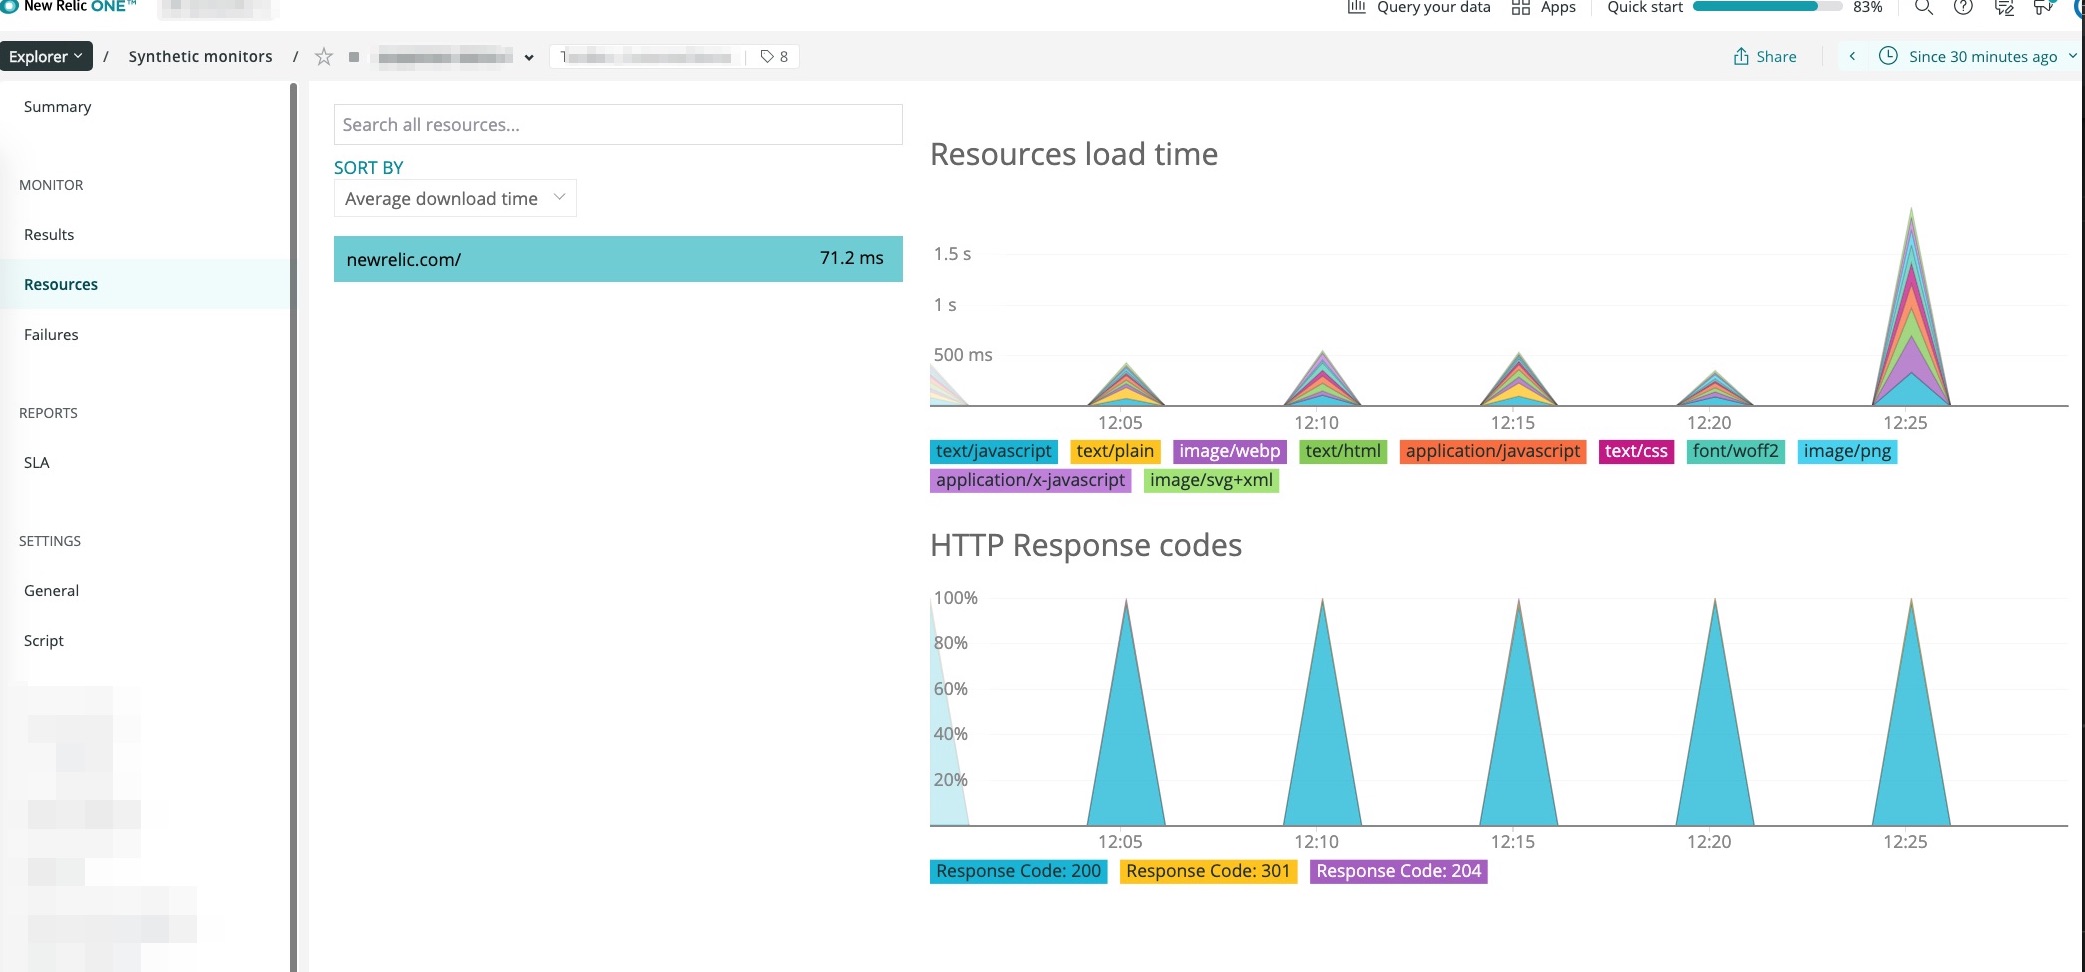 New Relic ONE™
Query your data Apps Quick start 83%
Explorer / Synthetic monitors / 8 Share Since 30 minutes ago
Summary
MONITOR
Results
Resources
Failures
REPORTS
SLA
SETTINGS
General
Script
Search all resources...
SORT BY
Average download time
newrelic.com/ 71.2 ms
Resources load time
1.5 s
1 s
500 ms
12:05 12:10 12:15 12:20 12:25
text/javascript text/plain image/webp text/html application/javascript text/css font/woff2 image/png
application/x-javascript image/svg+xml
HTTP Response codes
100%
80%
60%
40%
20%
12:05 12:10 12:15 12:20 12:25
Response Code: 200 Response Code: 301 Response Code: 204